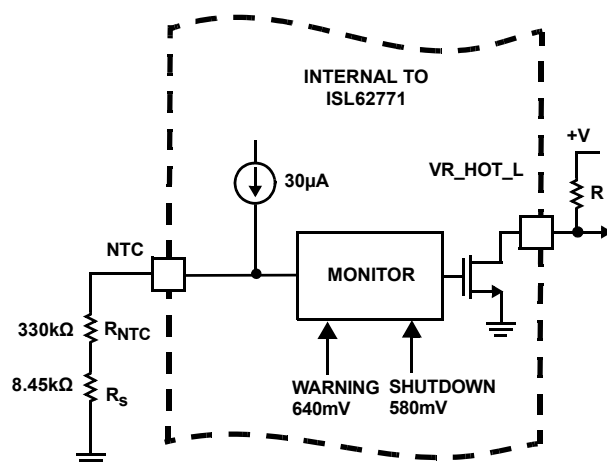 INTERNAL TO
ISL62771
+V
VR_HOT_L
30µA
R
NTC
MONITOR
330kΩ
RNTC
8.45kΩ
Rs
WARNING
640mV
SHUTDOWN
580mV